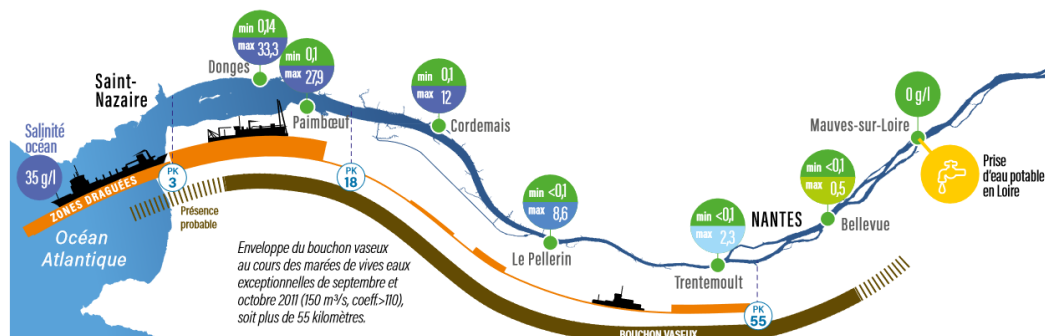 min 0,14
max 33,3
Donges
min 0,1
max 27,9
Paimbœuf
min 0,1
max 12
Cordemais
Saint-
Nazaire
Salinité
océan
35 g/l
ZONES DRAGUÉES
PK
3
PK
18
Présence
probable
Océan
Atlantique
Enveloppe du bouchon vaseux
au cours des marées de vives eaux
exceptionnelles de septembre et
octobre 2011 (150 m³/s, coeff.>110),
soit plus de 55 kilomètres.
min <0,1
max 8,6
Le Pellerin
min <0,1
max 2,3
Trentemoult
NANTES
min <0,1
max 0,5
Bellevue
0 g/l
Mauves-sur-Loire
Prise
d'eau potable
en Loire
PK
55
BOUCHON VASEUX